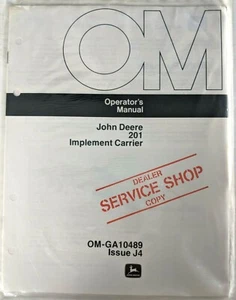 OM
Operator's
Manual
John Deere
201
Implement Carrier
DEALER
SERVICE SHOP
COPY
OM-GA10489
Issue J4